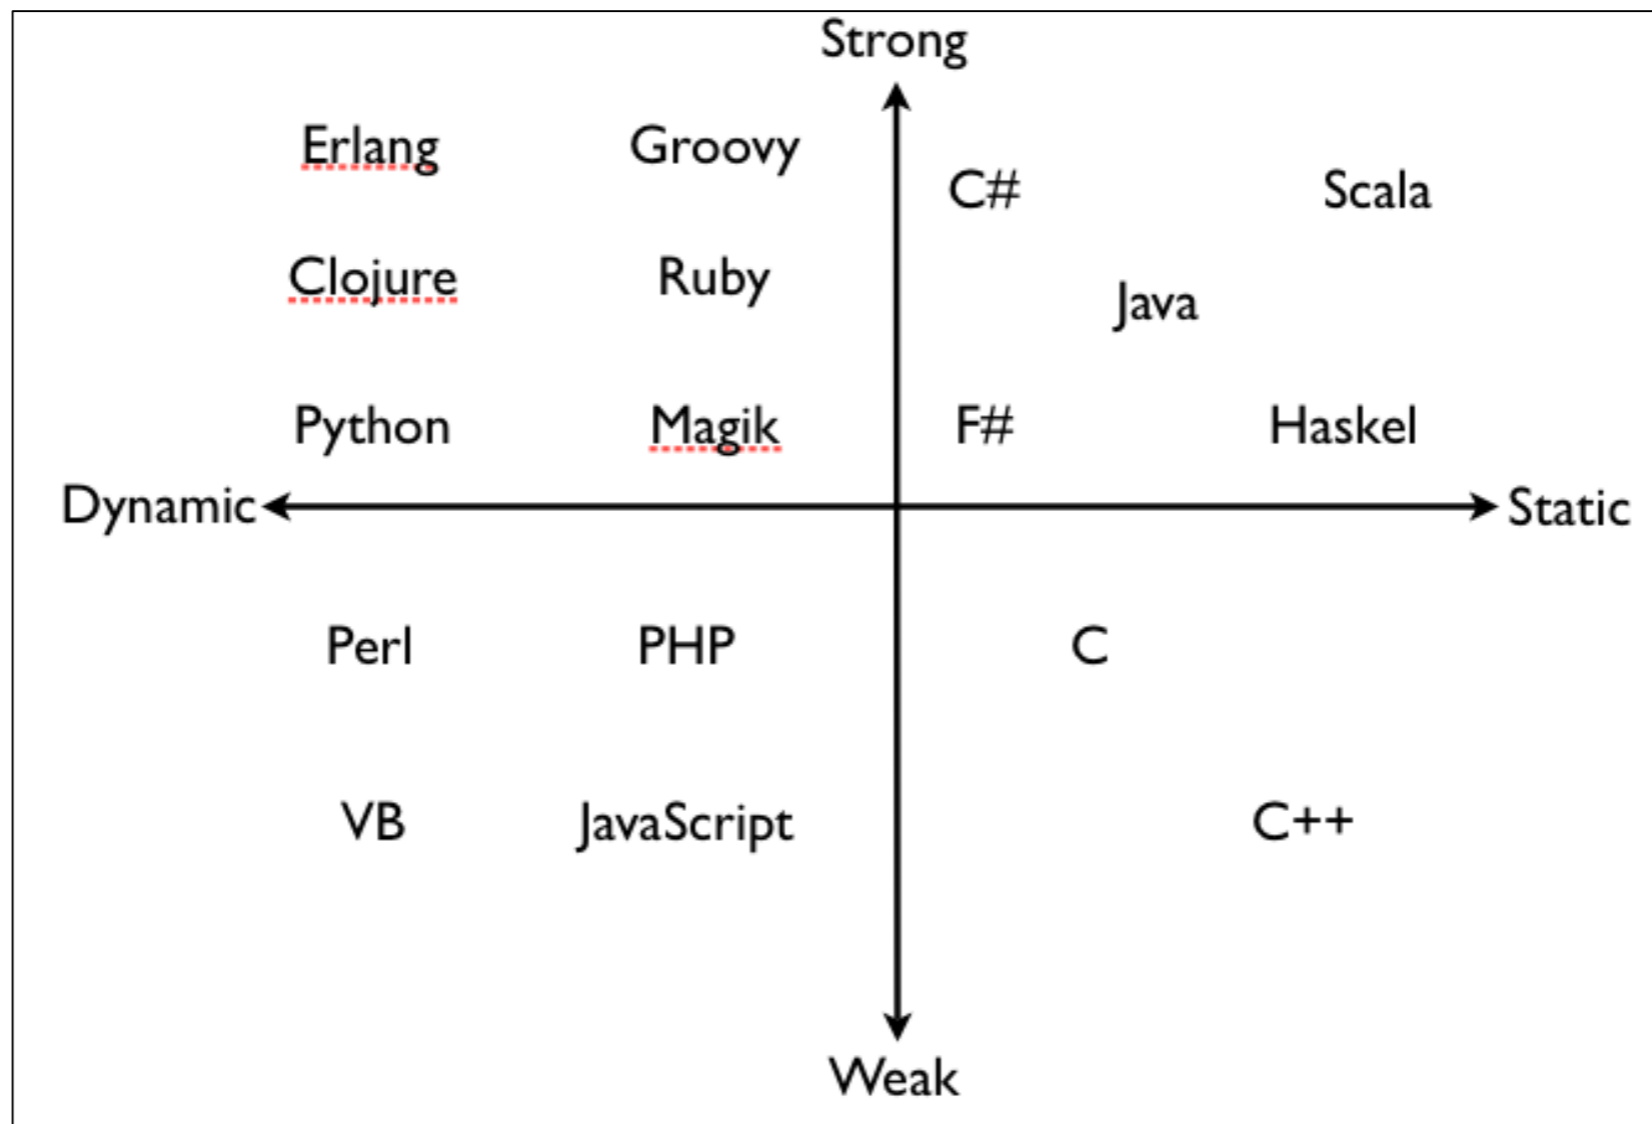 Strong
Erlang Groovy
C# Scala
Clojure Ruby
Java
Python Magik F# Haskel
Dynamic Static
Perl PHP C
VB JavaScript C++
Weak